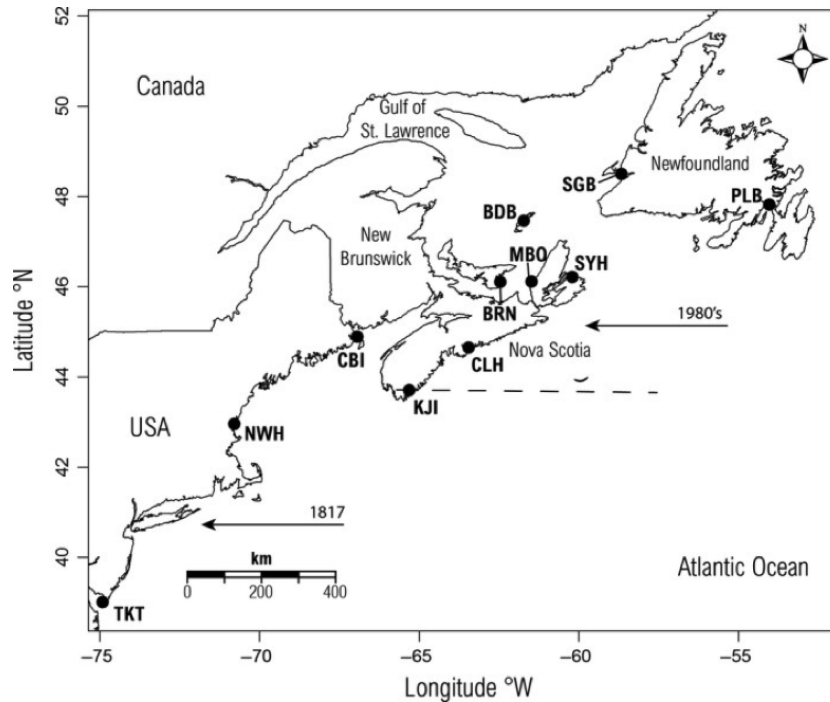 52
50
48
46
44
42
40
Latitude °N
N
Canada
Gulf of
St. Lawrence
Newfoundland
SGB
PLB
BDB
New
Brunswick
MBO
SYH
BRN
1980's
CBI
CLH
Nova Scotia
KJI
USA
NWH
1817
km
0 200 400
Atlantic Ocean
TKT
−75 −70 −65 −60 −55
Longitude °W